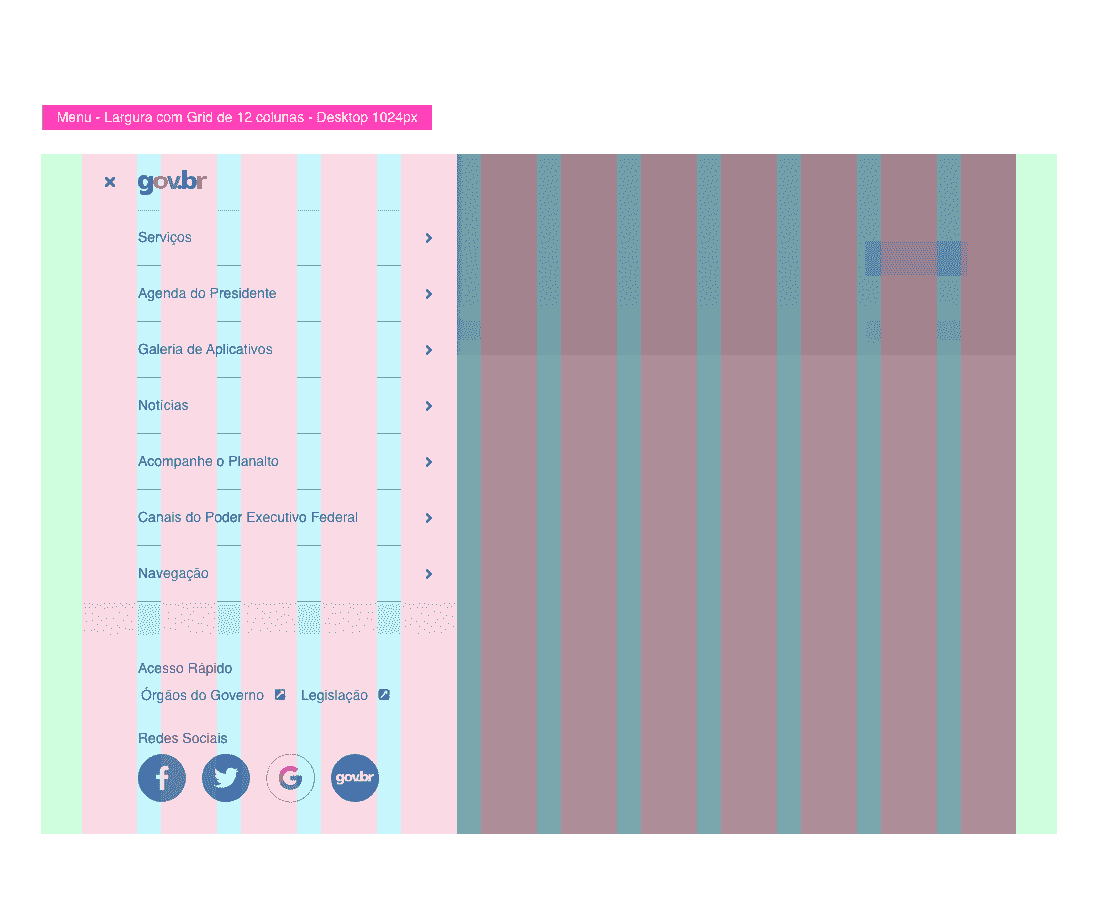 Menu - Largura com Grid de 12 colunas - Desktop 1024px
gov.br
Serviços
Agenda do Presidente
Galeria de Aplicativos
Notícias
Acompanhe o Planalto
Canais do Poder Executivo Federal
Navegação
Acesso Rápido
Órgãos do Governo Legislação
Redes Sociais
gov.br